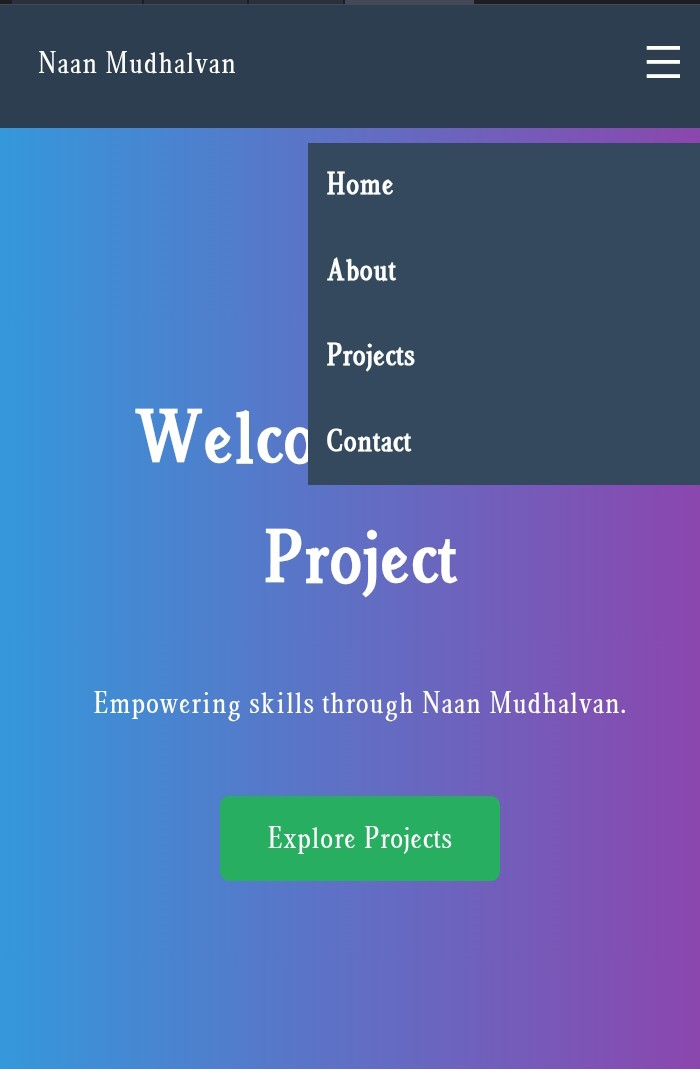 Naan Mudhalvan
☰
Home
About
Projects
Contact
Welco
Project
Empowering skills through Naan Mudhalvan.
Explore Projects